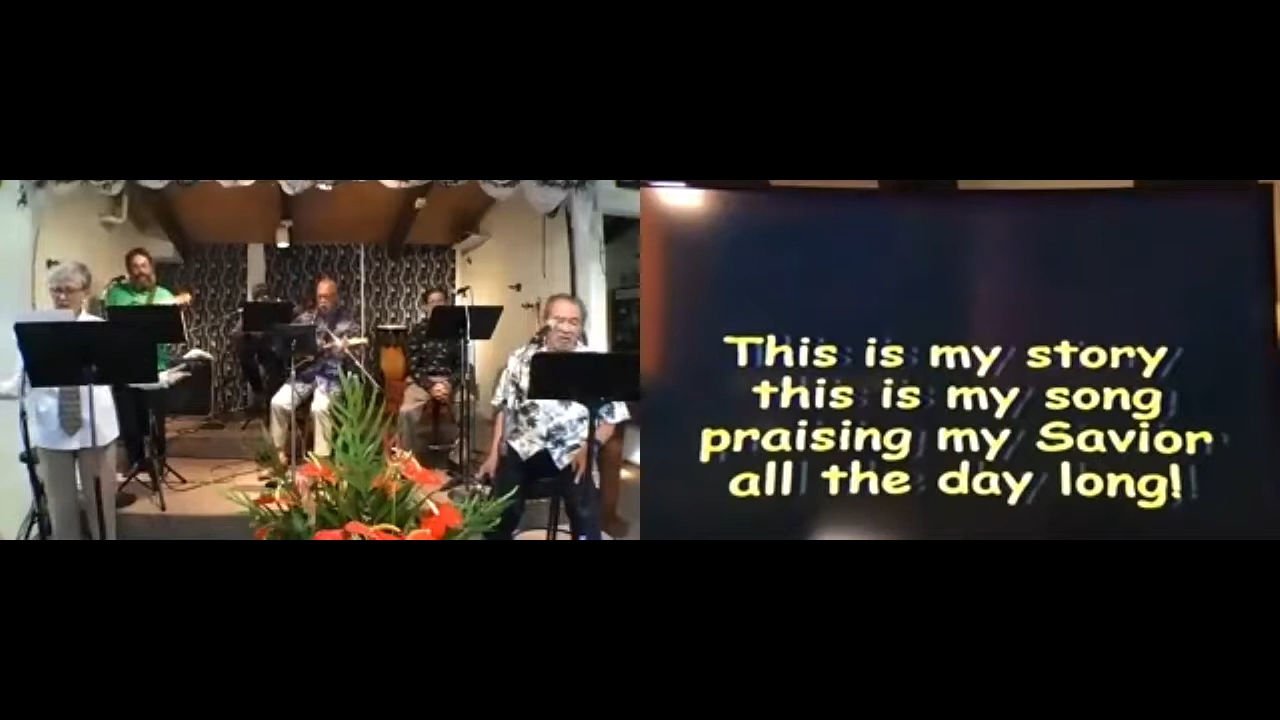 This is my story
this is my song
praising my Savior
all the day long!